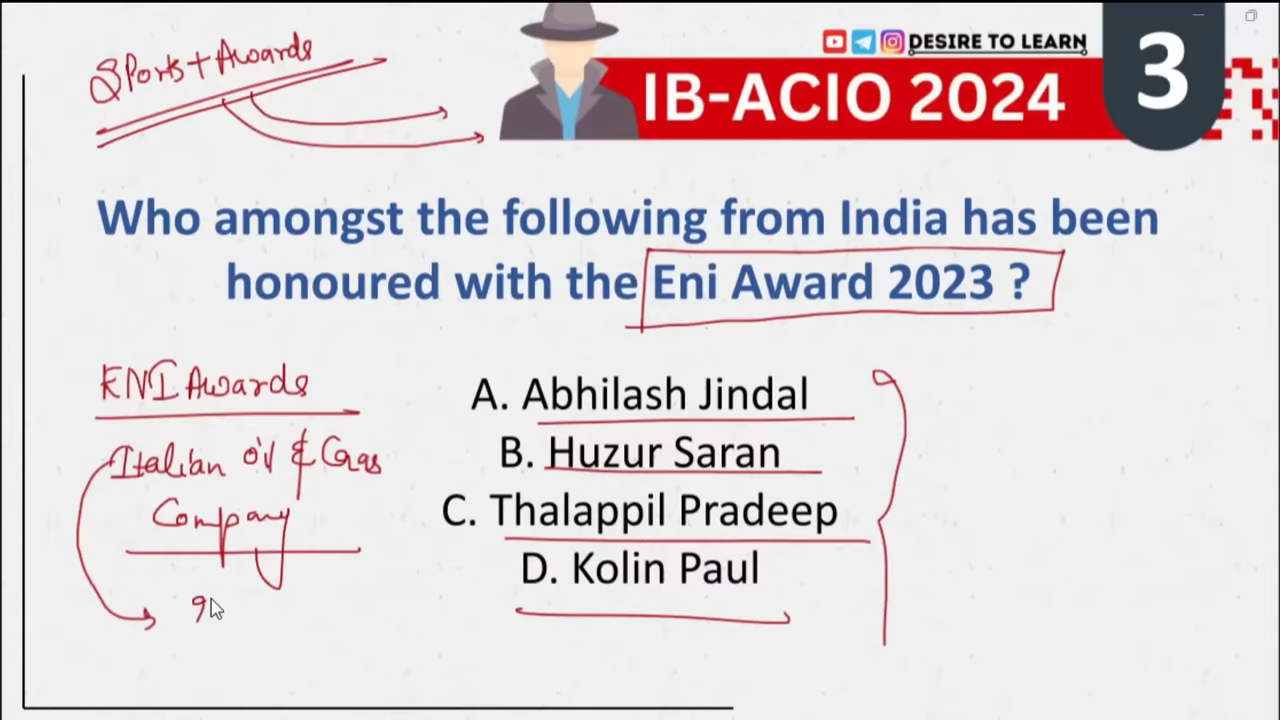 Sports + Awards
DESIRE TO LEARN
IB-ACIO 2024
3
Who amongst the following from India has been
honoured with the Eni Award 2023 ?
ENI Awards
Italian oil & Gas
Company
9
A. Abhilash Jindal
B. Huzur Saran
C. Thalappil Pradeep
D. Kolin Paul